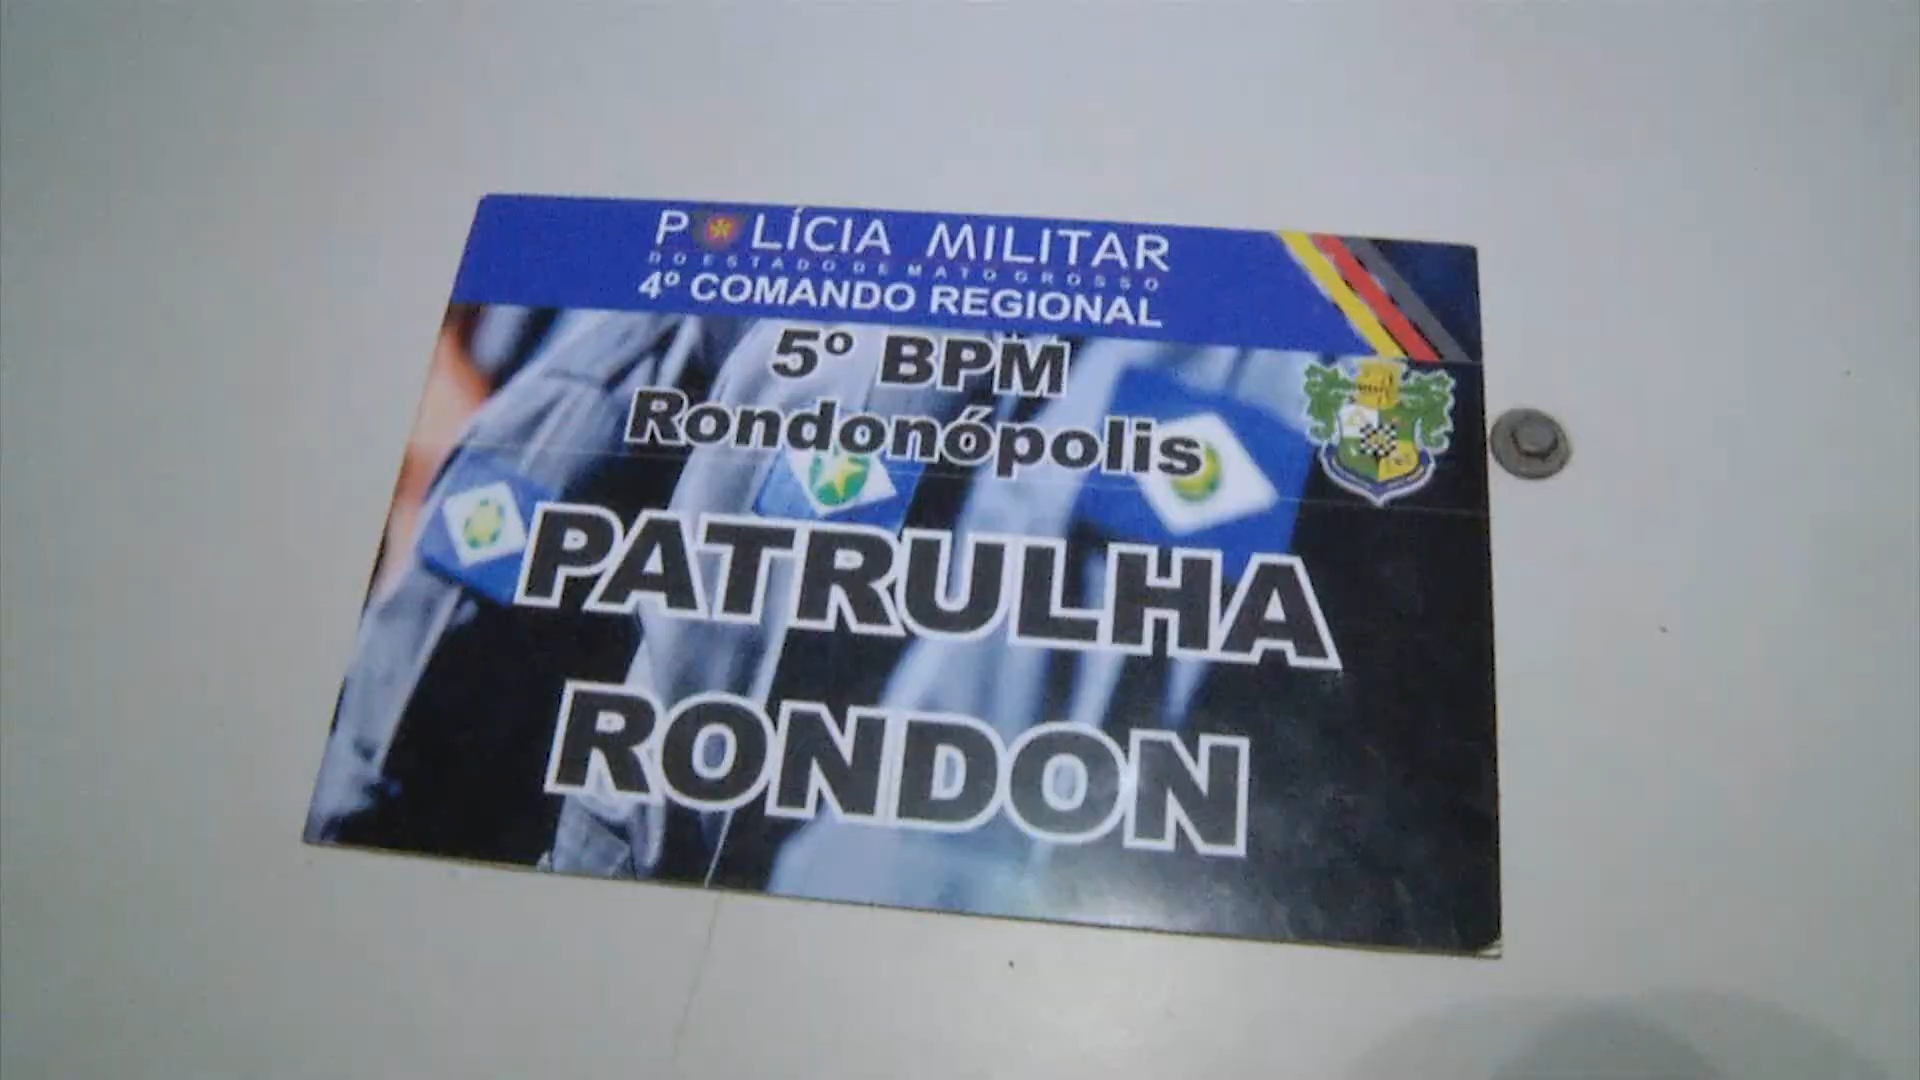 POLÍCIA MILITAR
DO ESTADO DE MATO GROSSO
4º COMANDO REGIONAL
5º BPM
Rondonópolis
PATRULHA
RONDON